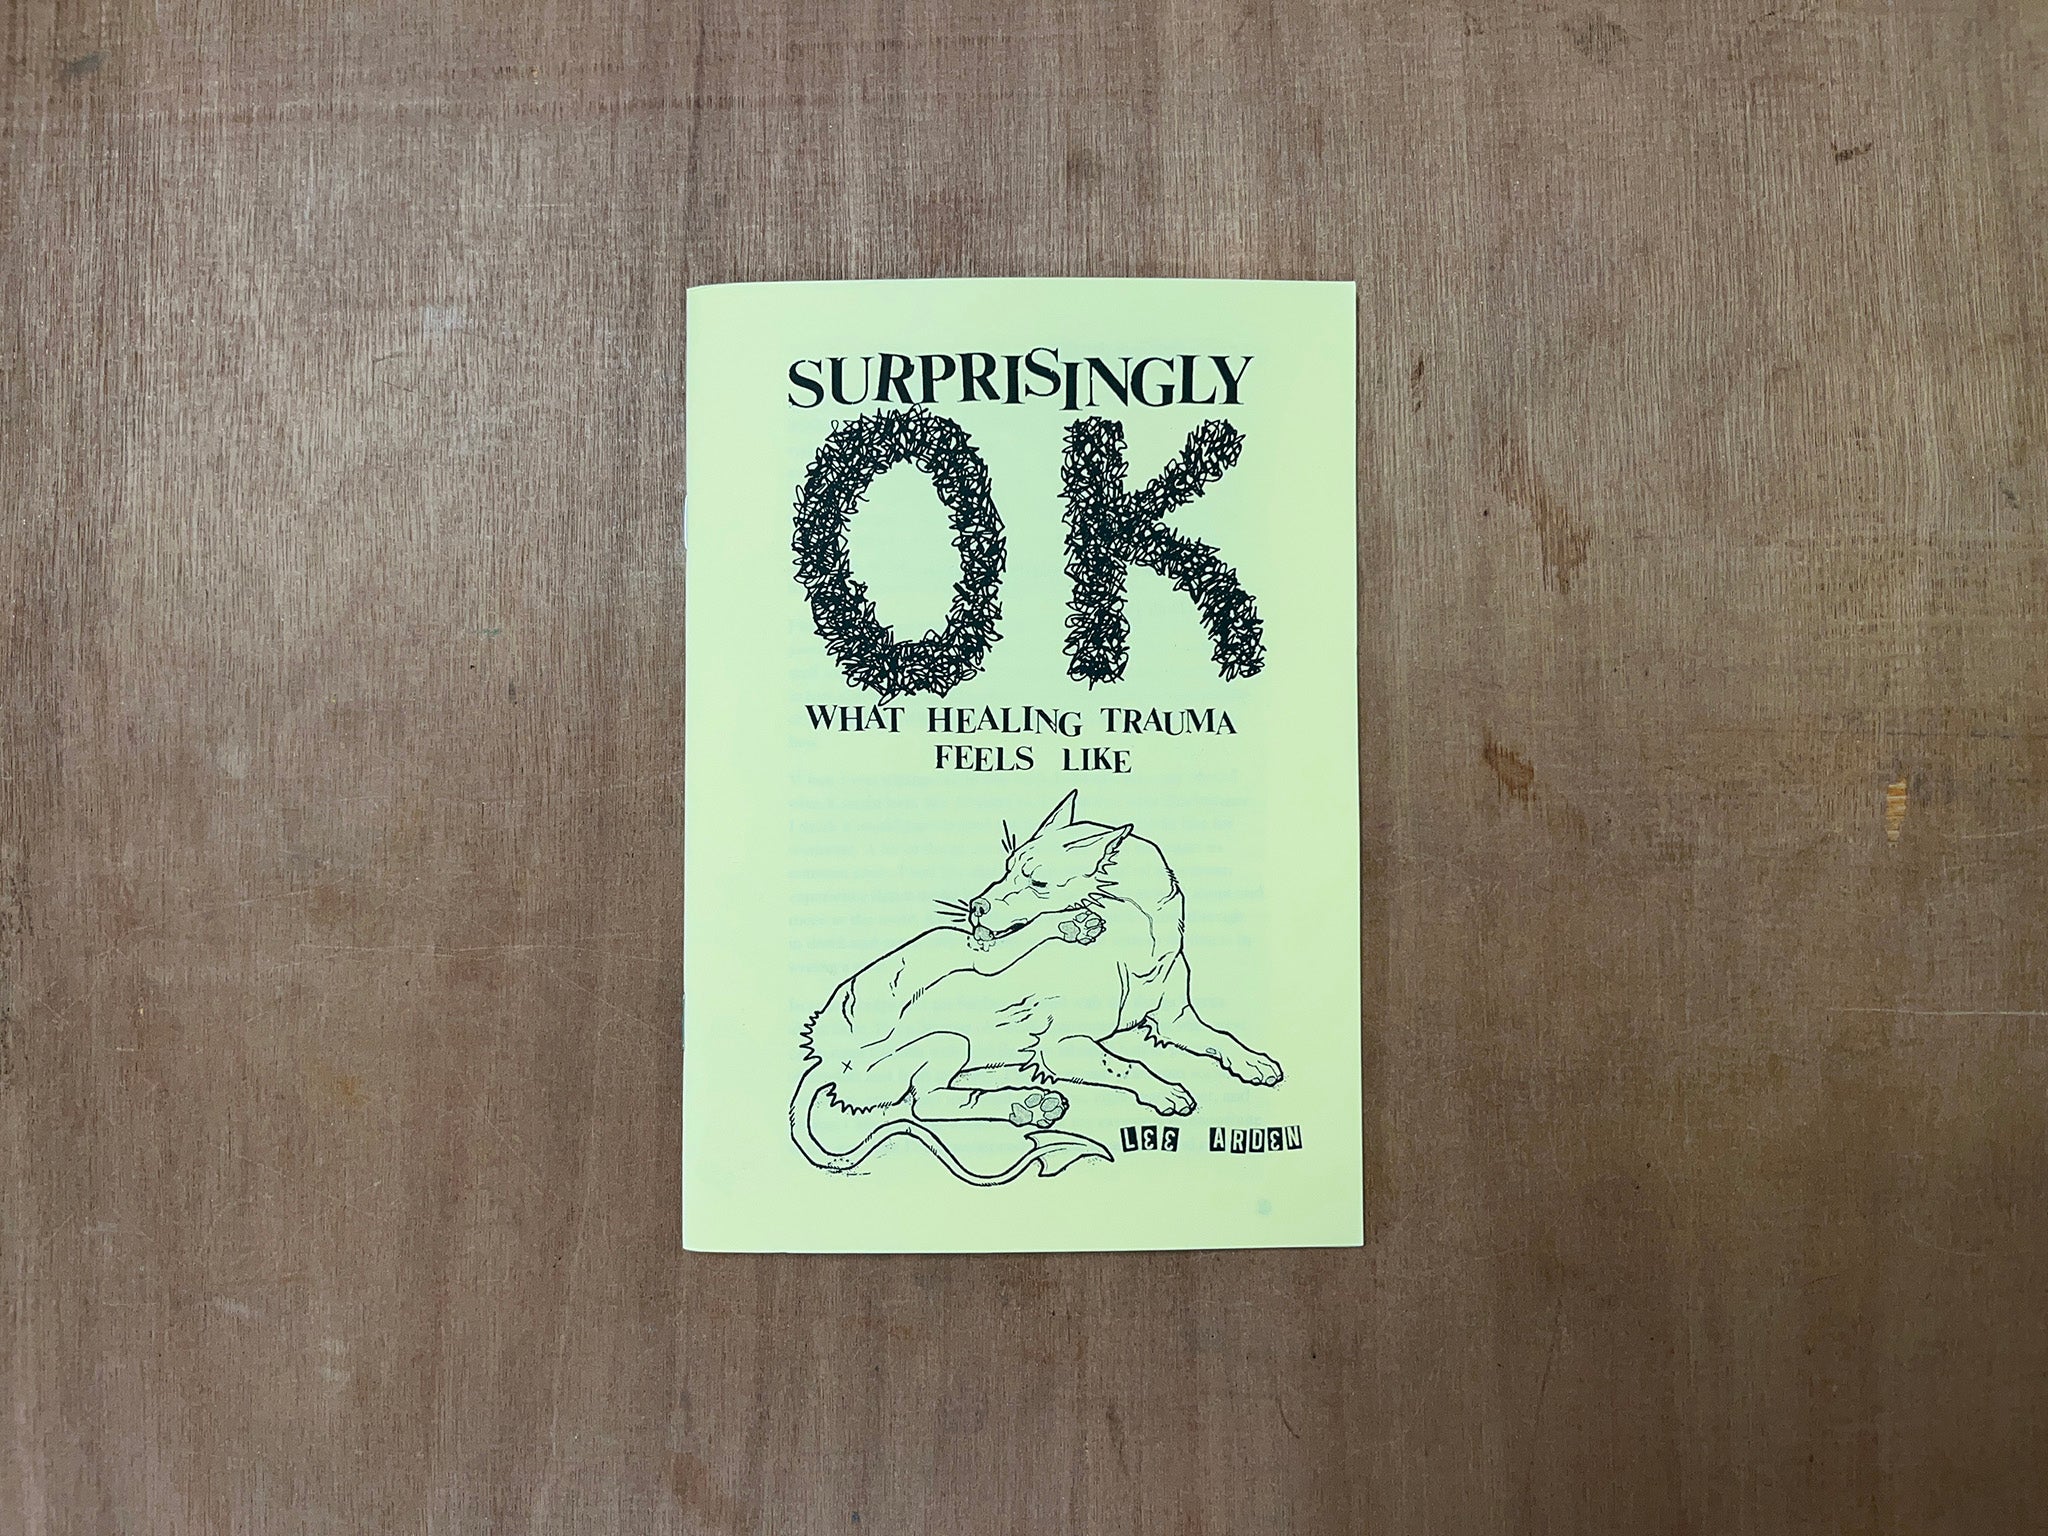 SURPRISINGLY
OK
WHAT HEALING TRAUMA
FEELS LIKE
LEE ARDEN